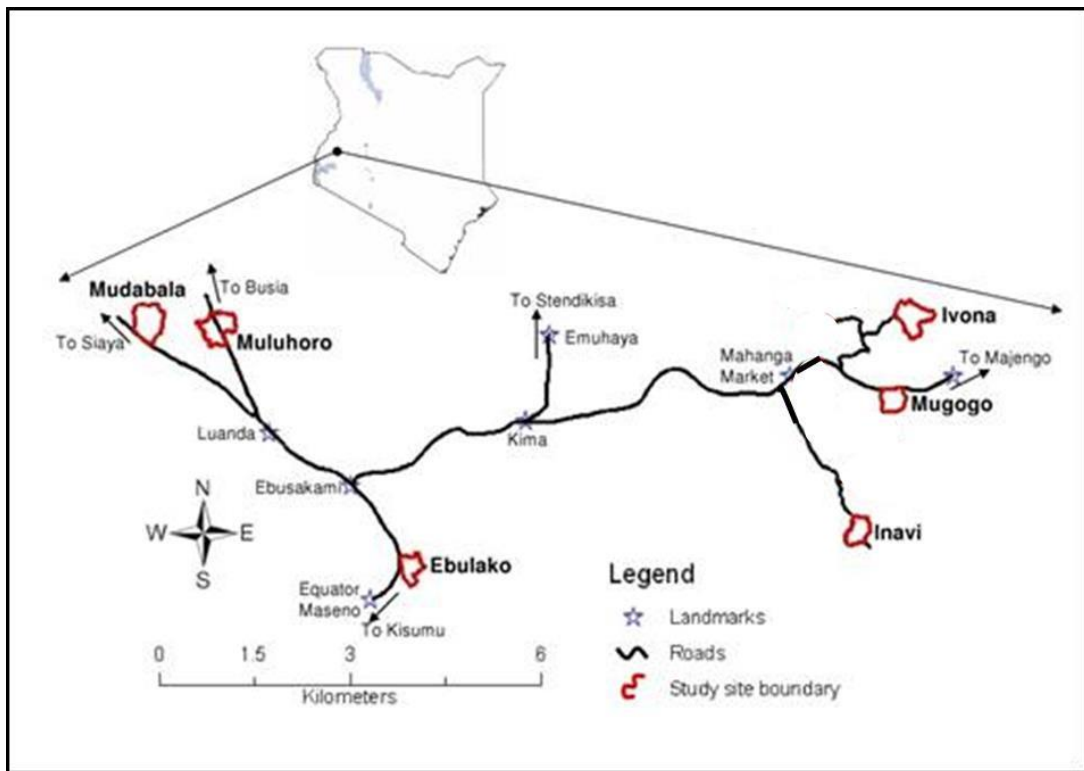 Mudabala
To Busia
To Siaya
Muluhoro
To Stendikisa
Emuhaya
Ivona
Mahanga
Market
To Majengo
Mugogo
Luanda
Kima
Ebusakami
N
W
E
S
Inavi
Ebulako
Equator
Maseno
To Kisumu
Legend
Landmarks
Roads
Study site boundary
0 1.5 3 6
Kilometers